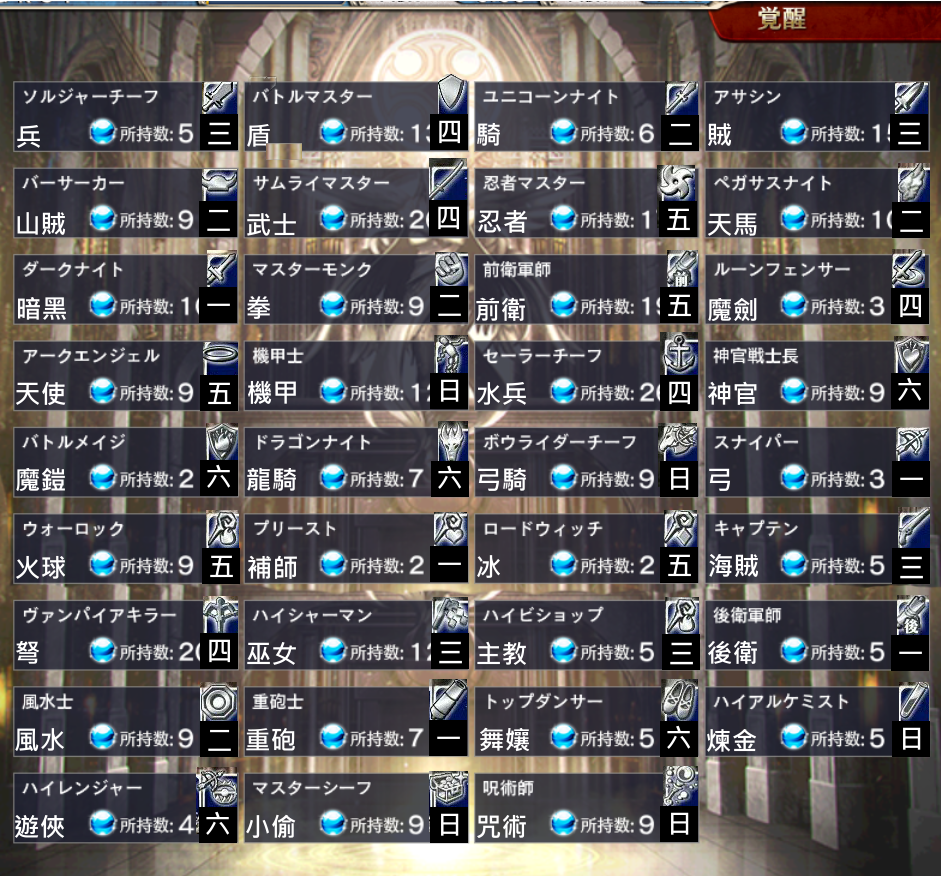 覚醒
ソルジャーチーフ
兵 所持数: 5 三
バトルマスター
盾 所持数: 1 四
ユニコーンナイト
騎 所持数: 6 二
アサシン
賊 所持数: 1 三
バーサーカー
山賊 所持数: 9 二
サムライマスター
武士 所持数: 2 四
忍者マスター
忍者 所持数: 1 五
ペガサスナイト
天馬 所持数: 1 二
ダークナイト
暗黑 所持数: 1 一
マスターモンク
拳 所持数: 9 二
前衛軍師
前
前衛 所持数: 1 五
ルーンフェンサー
魔劍 所持数: 3 四
アークエンジェル
天使 所持数: 9 五
機甲士
機甲 所持数: 1 日
セーラーチーフ
水兵 所持数: 2 四
神官戦士長
神官 所持数: 9 六
バトルメイジ
魔鎧 所持数: 2 六
ドラゴンナイト
龍騎 所持数: 7 六
ボウライダーチーフ
弓騎 所持数: 9 日
スナイパー
弓 所持数: 3 一
ウォーロック
火球 所持数: 9 五
プリースト
補師 所持数: 2 一
ロードウィッチ
冰 所持数: 2 五
キャプテン
海賊 所持数: 5 三
ヴァンパイアキラー
弩 所持数: 2 四
ハイシャーマン
巫女 所持数: 1 三
ハイビショップ
主教 所持数: 5 三
後衛軍師
後
後衛 所持数: 5 一
風水士
風水 所持数: 9 二
重砲士
重砲 所持数: 7 一
トップダンサー
舞孃 所持数: 5 六
ハイアルケミスト
煉金 所持数: 5 日
ハイレンジャー
遊俠 所持数: 4 六
マスターシーフ
小偷 所持数: 9 日
呪術師
咒術 所持数: 9 日